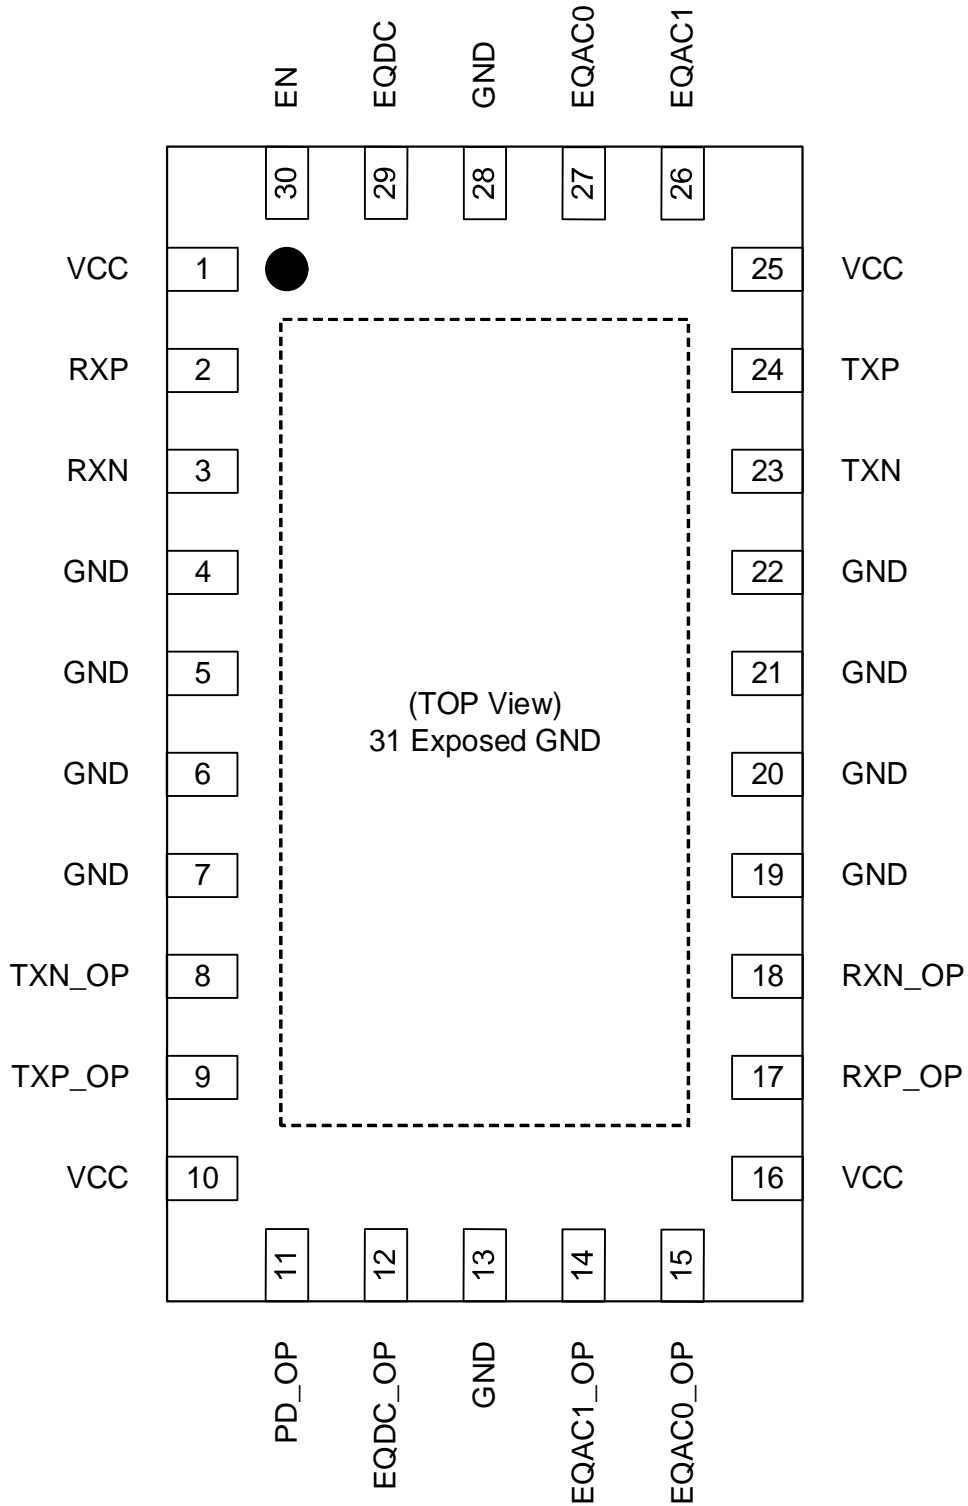 EN
EQDC
GND
EQAC0
EQAC1
30
29
28
27
26
VCC 1 25 VCC
RXP 2 24 TXP
RXN 3 23 TXN
GND 4 22 GND
GND 5 21 GND
(TOP View)
31 Exposed GND
GND 6 20 GND
GND 7 19 GND
TXN_OP 8 18 RXN_OP
TXP_OP 9 17 RXP_OP
VCC 10 16 VCC
11
12
13
14
15
PD_OP
EQDC_OP
GND
EQAC1_OP
EQAC0_OP